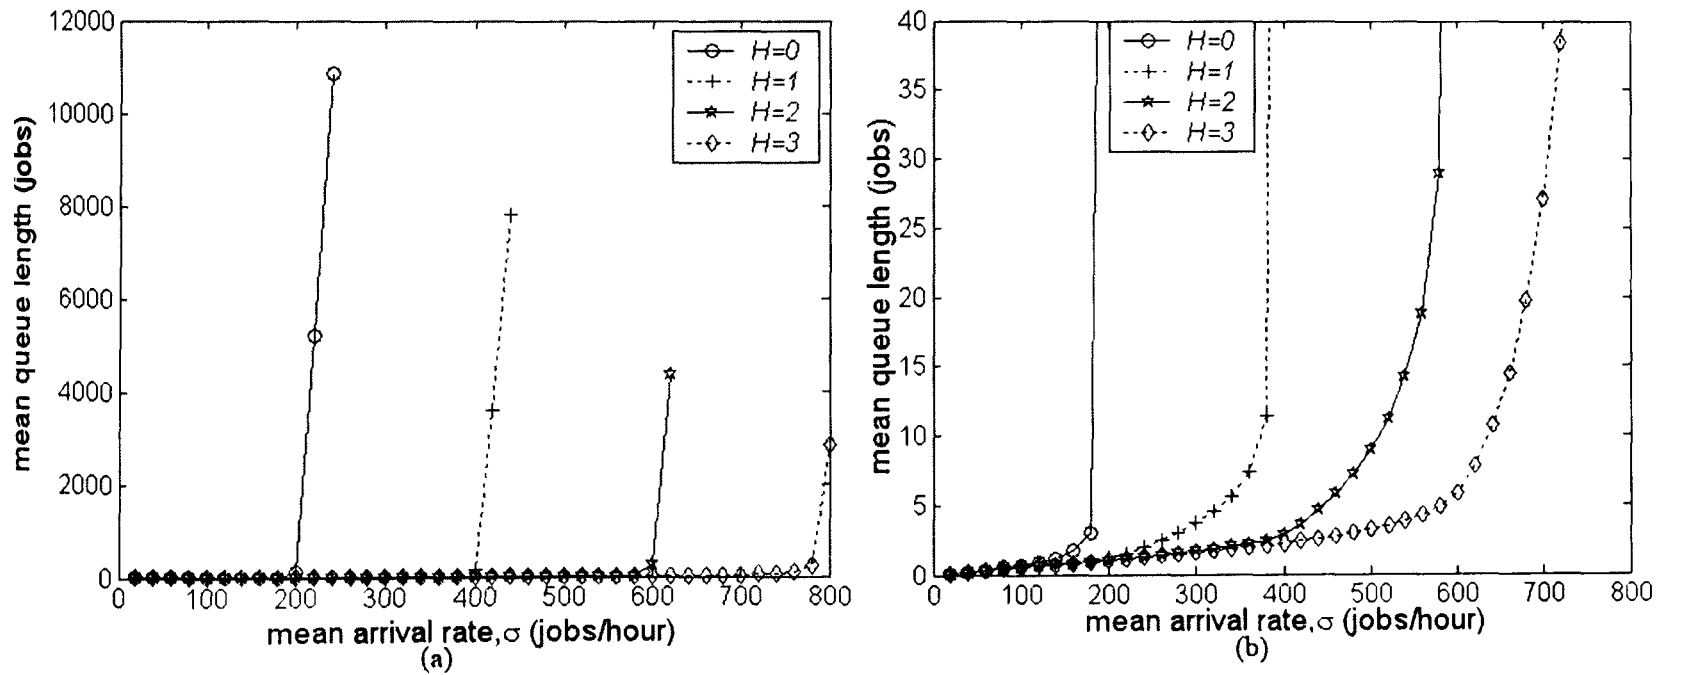 12000
10000
8000
6000
4000
2000
0
mean queue length (jobs)
H=0
H=1
H=2
H=3
0 100 200 300 400 500 600 700 800
mean arrival rate,σ (jobs/hour)
(a)
40
35
30
25
20
15
10
5
0
mean queue length (jobs)
H=0
H=1
H=2
H=3
0 100 200 300 400 500 600 700 800
mean arrival rate,σ (jobs/hour)
(b)